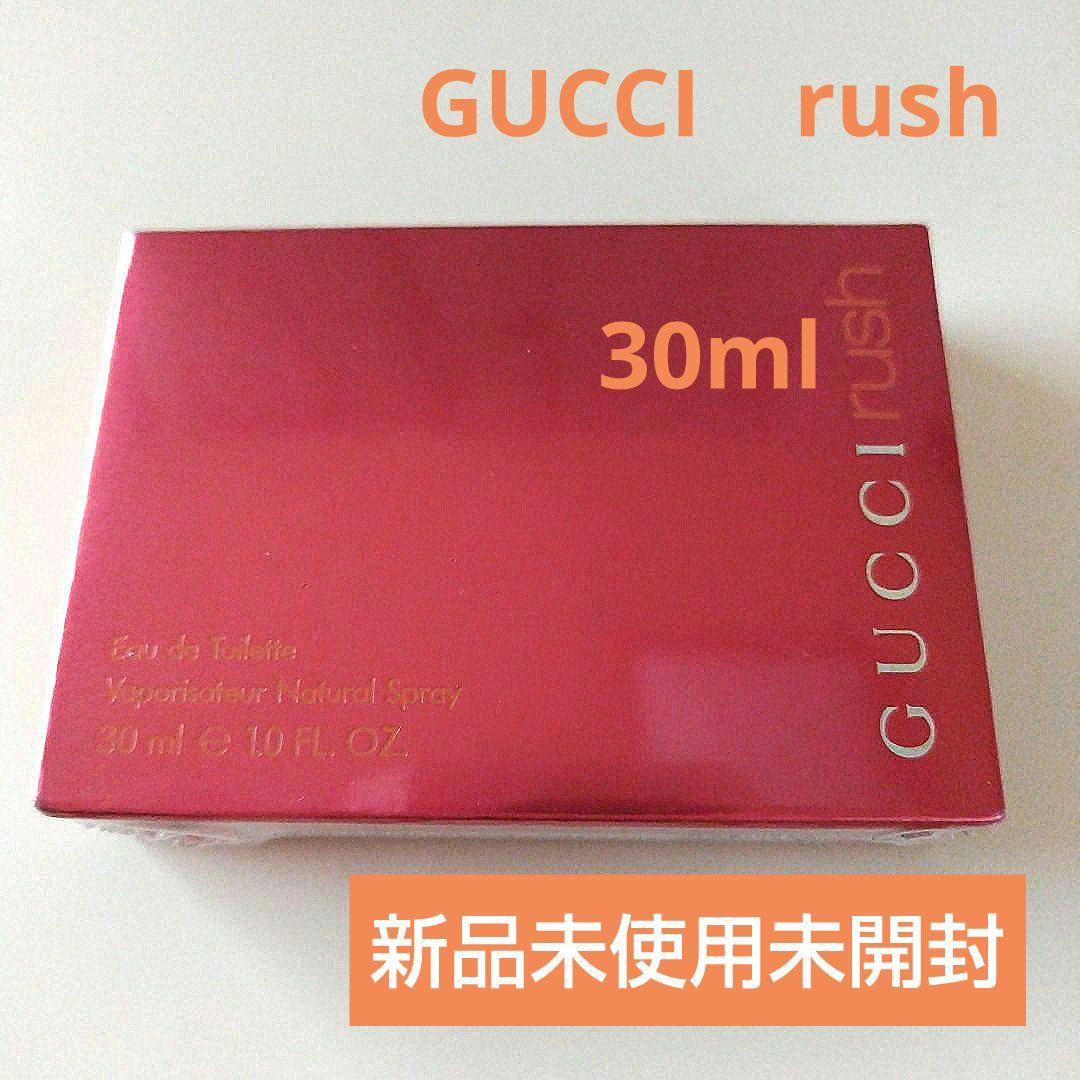 GUCCI　rush
30ml
GUCCI rush
Eau de Toilette
Vaporisateur Natural Spray
30 ml ℮ 1.0 FL. OZ.
新品未使用未開封